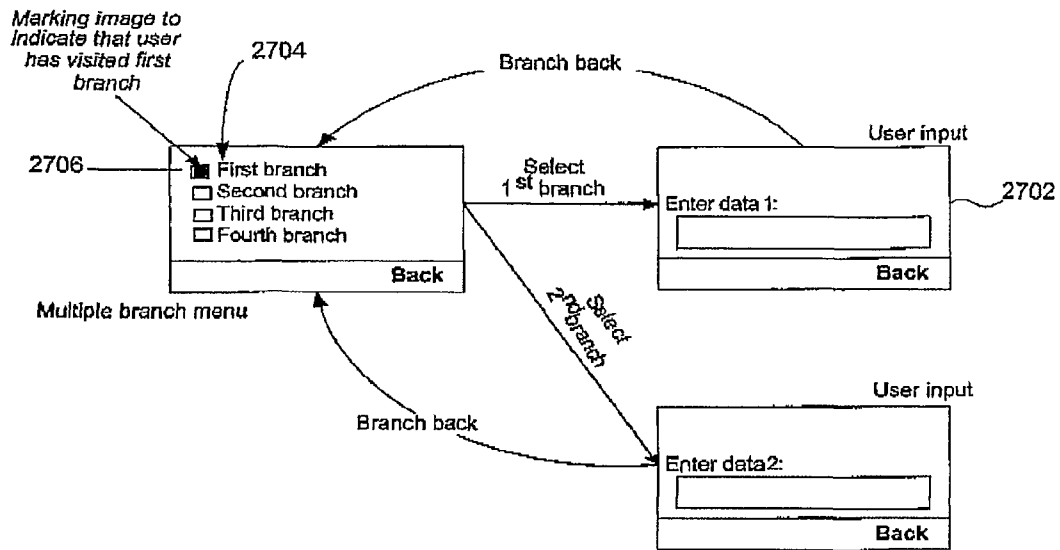 Marking image to
Indicate that user
has visited first
branch
2704
Branch back
User input
2706
First branch
Second branch
Third branch
Fourth branch
Back
Multiple branch menu
Select
1st branch
Enter data 1:
2702
Back
Select
2nd
branch
Branch back
User input
Enter data2:
Back